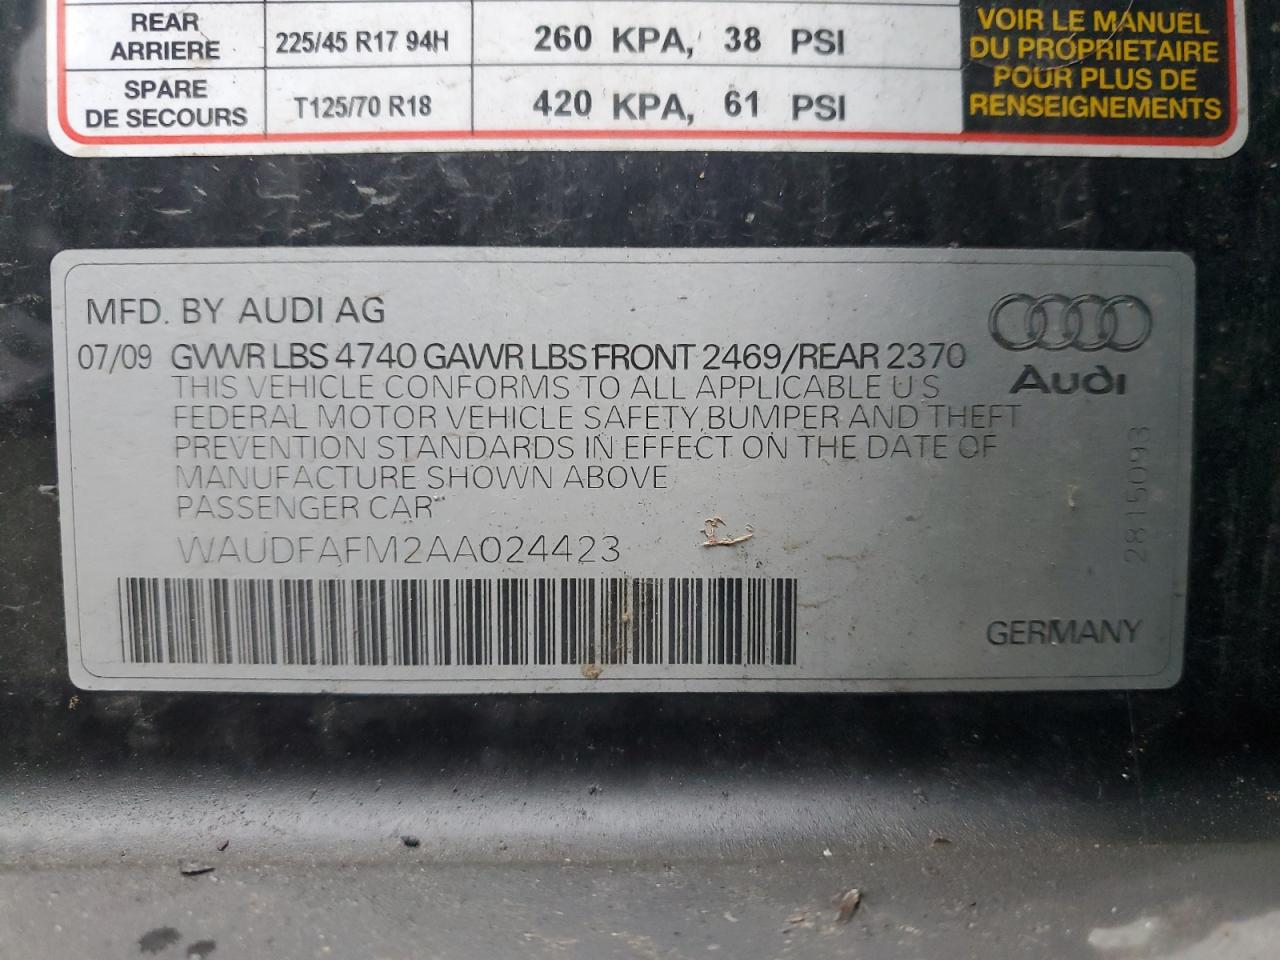 REAR
ARRIERE
225/45 R17 94H
260 KPA, 38 PSI
SPARE
DE SECOURS
T125/70 R18
420 KPA, 61 PSI
VOIR LE MANUEL
DU PROPRIETAIRE
POUR PLUS DE
RENSEIGNEMENTS
MFD. BY AUDI AG
07/09 GVWR LBS 4740 GAWR LBS FRONT 2469/REAR 2370
THIS VEHICLE CONFORMS TO ALL APPLICABLE U S
FEDERAL MOTOR VEHICLE SAFETY, BUMPER AND THEFT
PREVENTION STANDARDS IN EFFECT ON THE DATE OF
MANUFACTURE SHOWN ABOVE
PASSENGER CAR
WAUDFAFM2AA024423
Audi
28115093
GERMANY